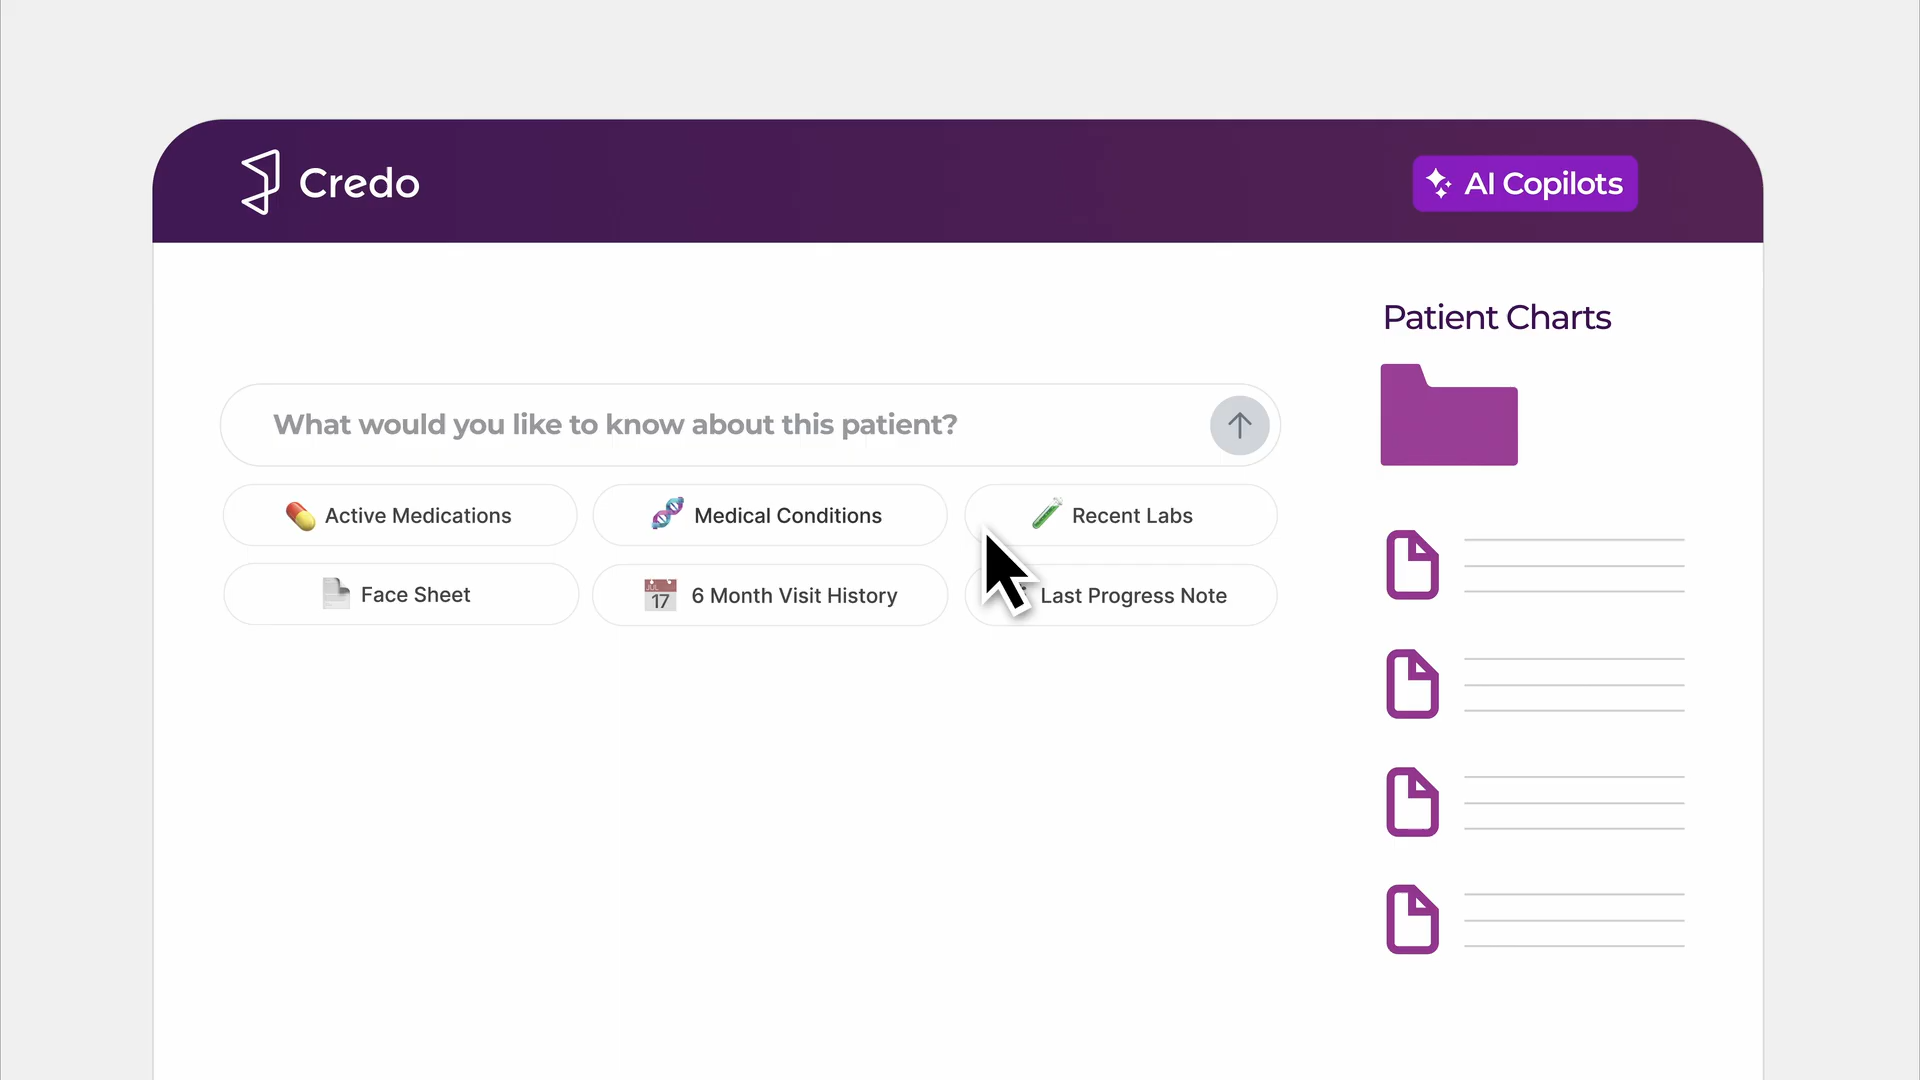 Credo
AI Copilots
Patient Charts
What would you like to know about this patient?
Active Medications
Medical Conditions
Recent Labs
Face Sheet
JUL
17
6 Month Visit History
Last Progress Note